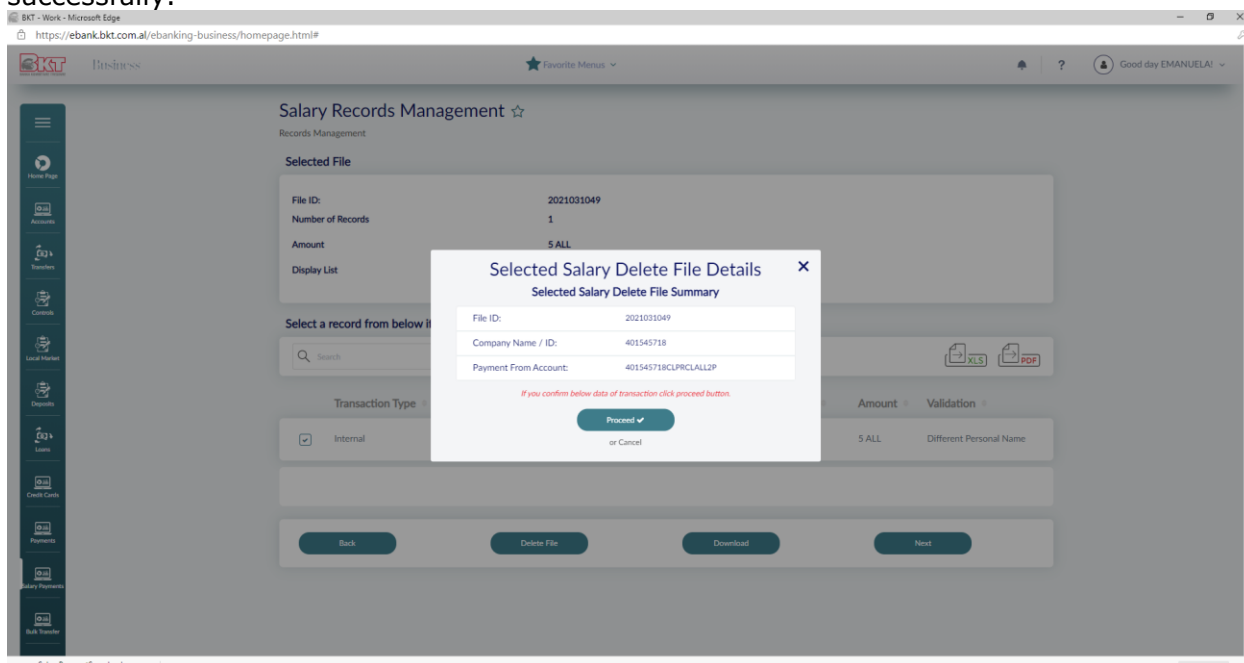 successfully.
BKT - Work - Microsoft Edge
https://ebank.bkt.com.al/ebanking-business/homepage.html#
BKT Business Favorite Menus ? Good day EMANUELA!
Salary Records Management
Records Management
Home Page
Selected File
File ID: 2021031049
Number of Records 1
Accounts
Amount 5 ALL
Transfers
Display List
Selected Salary Delete File Details X
Selected Salary Delete File Summary
Controls
File ID: 2021031049
Select a record from below i
Company Name / ID: 401545718
Local Market
Search
XLS PDF
Payment From Account: 401545718CLPRCLALL2P
If you confirm below data of transaction click proceed button.
Deposits
Transaction Type Amount Validation
Proceed
Internal 5 ALL Different Personal Name
or Cancel
Loans
Credit Cards
Payments
Back Delete File Download Next
Salary Payments
Bulk Transfer